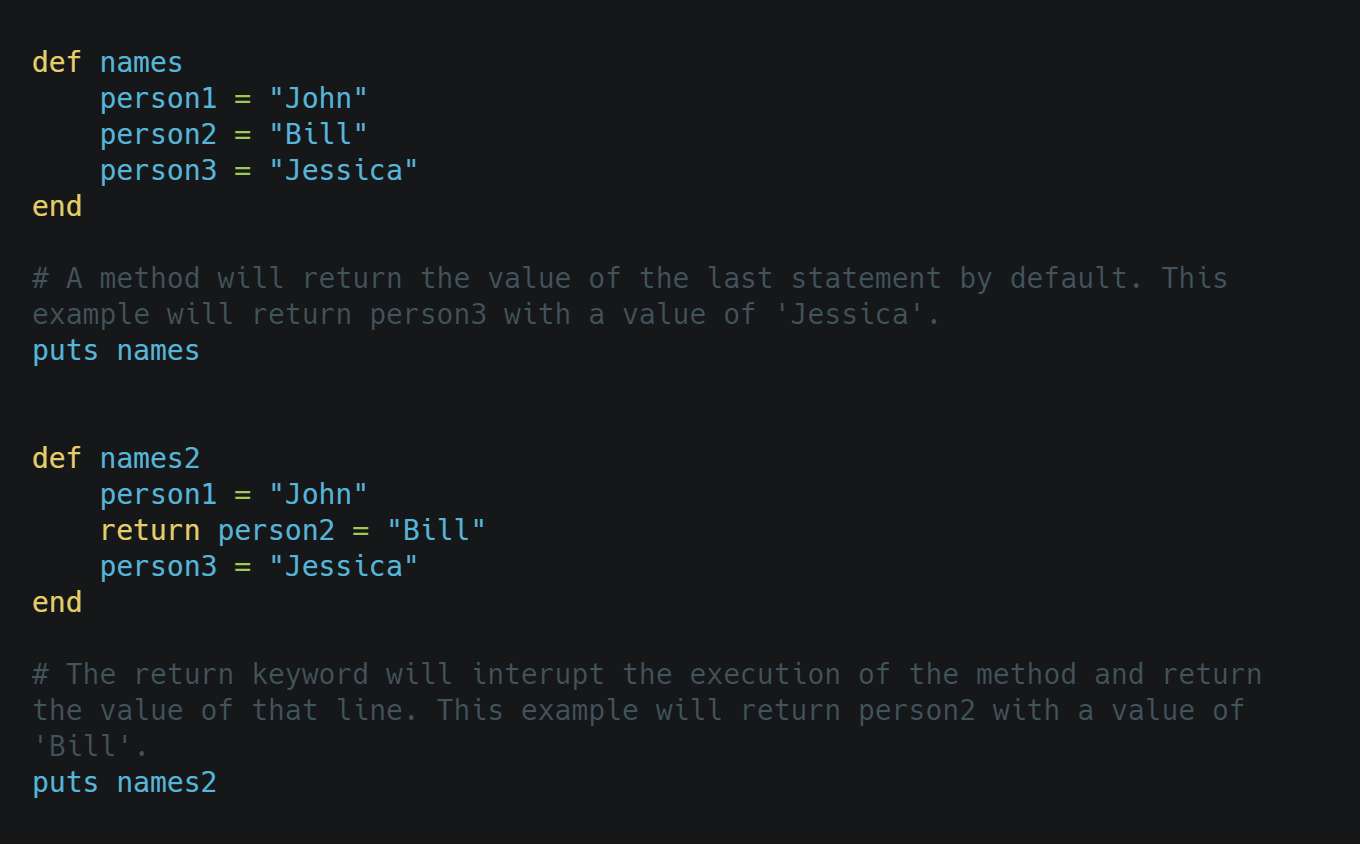 def names
    person1 = "John"
    person2 = "Bill"
    person3 = "Jessica"
end
# A method will return the value of the last statement by default. This
example will return person3 with a value of 'Jessica'.
puts names
def names2
    person1 = "John"
    return person2 = "Bill"
    person3 = "Jessica"
end
# The return keyword will interupt the execution of the method and return
the value of that line. This example will return person2 with a value of
'Bill'.
puts names2